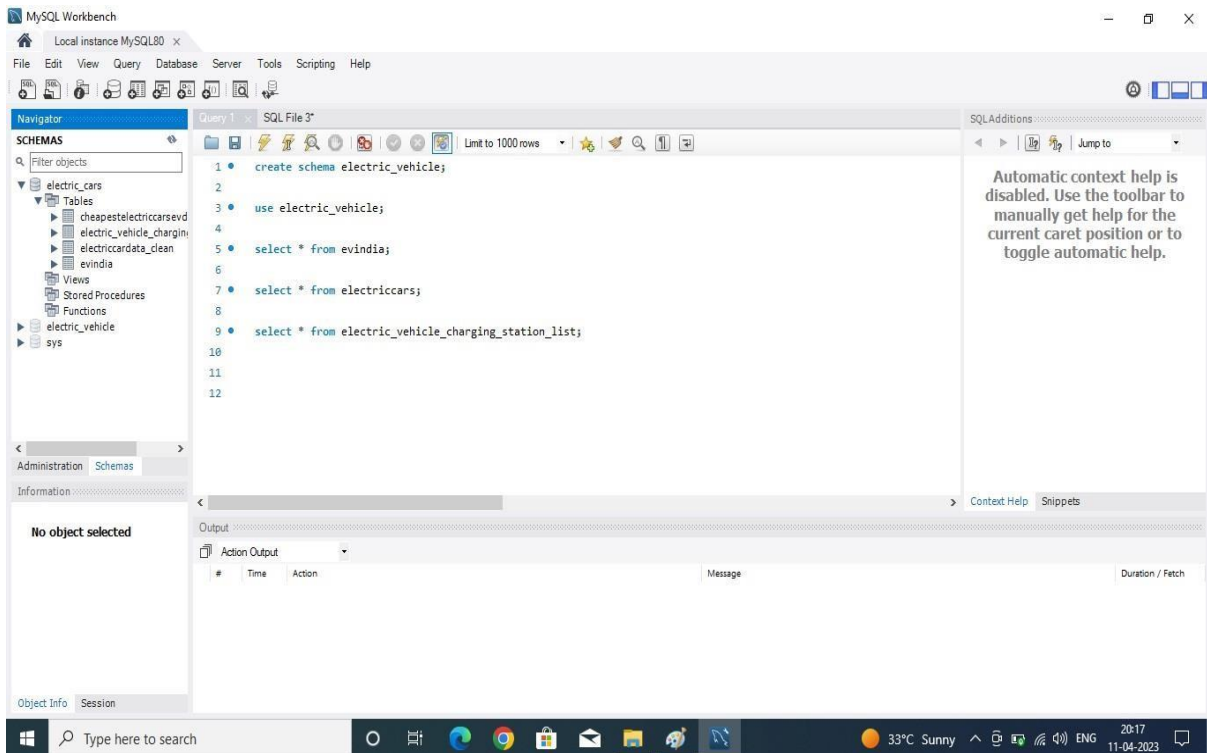 MySQL Workbench
Local instance MySQL80
File Edit View Query Database Server Tools Scripting Help
Navigator
SCHEMAS
Filter objects
electric_cars
Tables
cheapestelectriccarsevd
electric_vehicle_charging
electriccardata_clean
evindia
Views
Stored Procedures
Functions
electric_vehicle
sys
Administration Schemas
Information
No object selected
Object Info Session
Query 1 SQL File 3*
Limit to 1000 rows
1 create schema electric_vehicle;
2
3 use electric_vehicle;
4
5 select * from evindia;
6
7 select * from electriccars;
8
9 select * from electric_vehicle_charging_station_list;
10
11
12
SQLAdditions
Jump to
Automatic context help is
disabled. Use the toolbar to
manually get help for the
current caret position or to
toggle automatic help.
Context Help Snippets
Output
Action Output
# Time Action Message Duration / Fetch
Type here to search
33°C Sunny ENG 20:17
11-04-2023